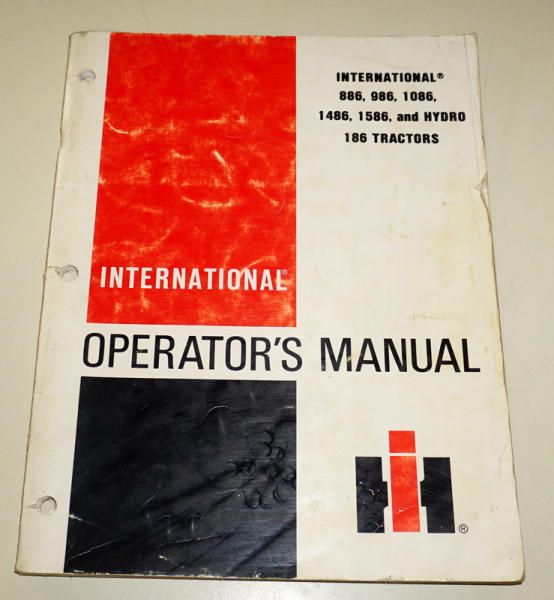 INTERNATIONAL®
886, 986, 1086,
1486, 1586, and HYDRO
186 TRACTORS
INTERNATIONAL®
OPERATOR'S MANUAL
IH®